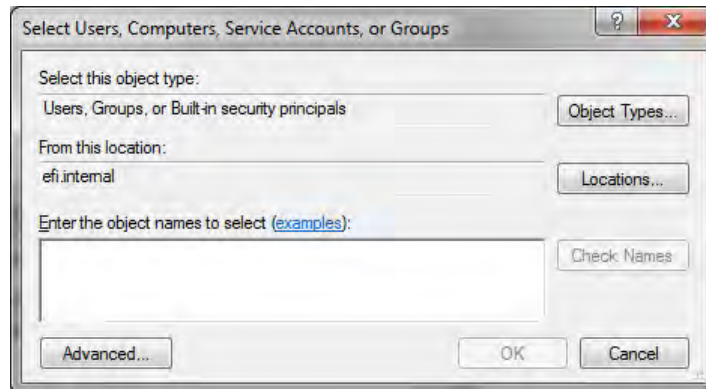 Select Users, Computers, Service Accounts, or Groups
Select this object type:
Users, Groups, or Built-in security principals
Object Types...
From this location:
efi.internal
Locations...
Enter the object names to select (examples):
Check Names
Advanced...
OK
Cancel